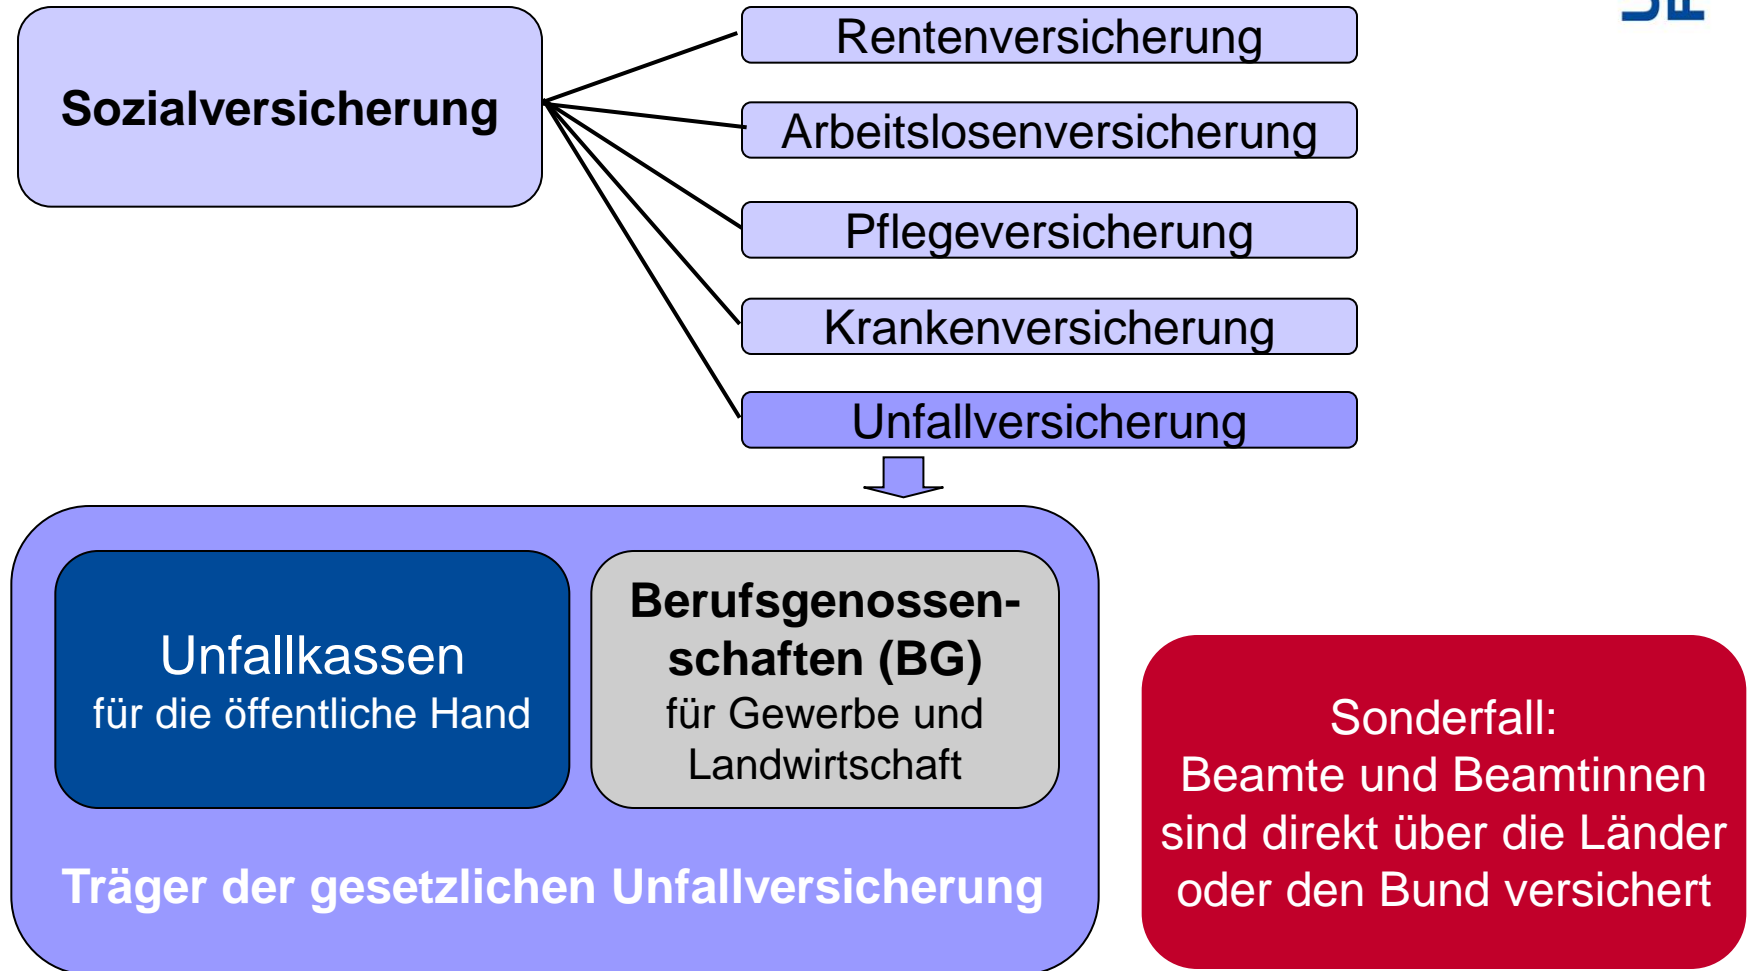 Sozialversicherung
Rentenversicherung
Arbeitslosenversicherung
Pflegeversicherung
Krankenversicherung
Unfallversicherung
Unfallkassen
für die öffentliche Hand
Berufsgenossen-
schaften (BG)
für Gewerbe und
Landwirtschaft
Träger der gesetzlichen Unfallversicherung
Sonderfall:
Beamte und Beamtinnen
sind direkt über die Länder
oder den Bund versichert